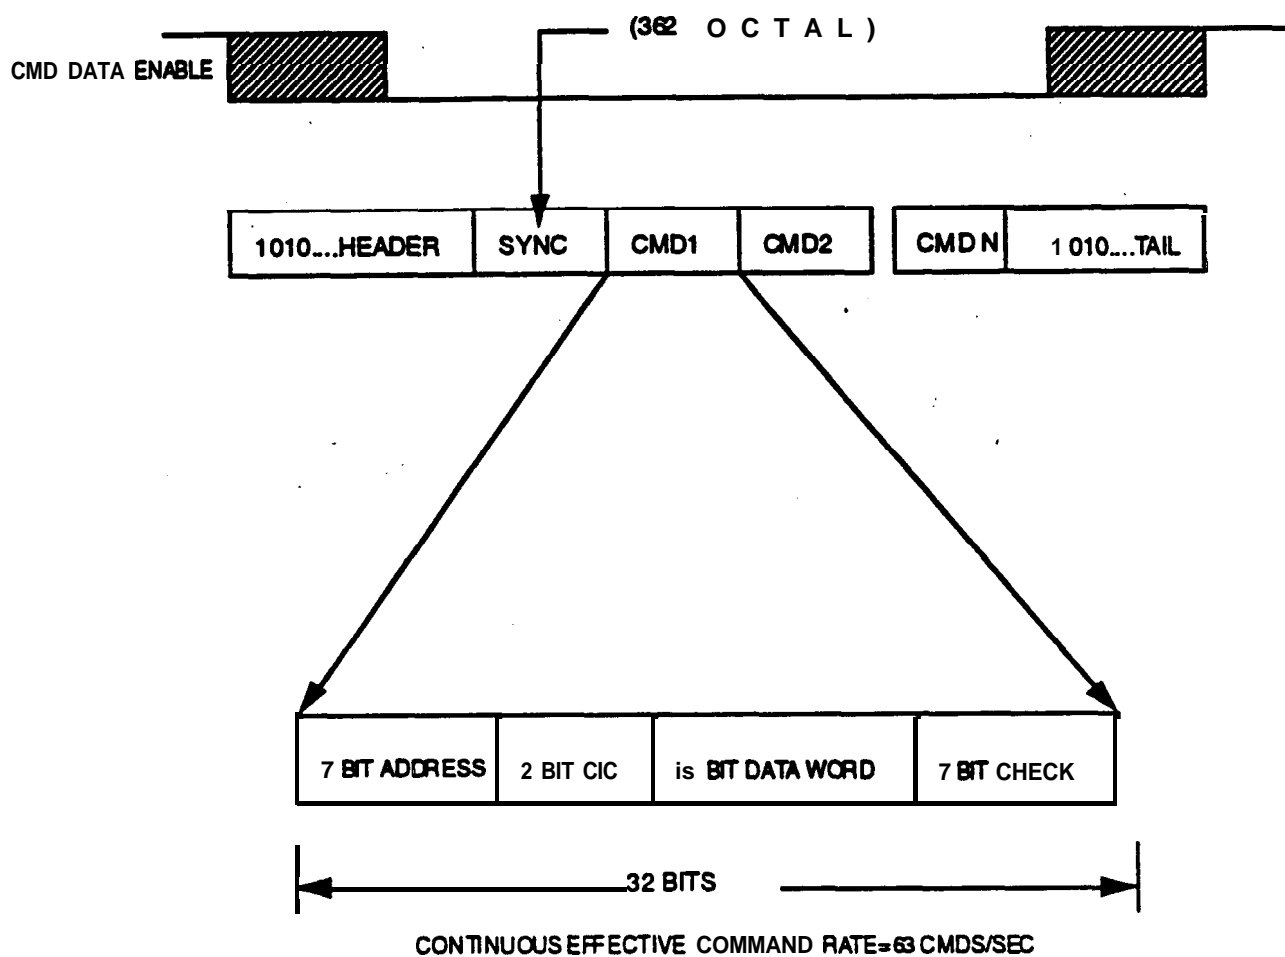 (362 OCTAL)
CMD DATA ENABLE
1010....HEADER SYNC CMD1 CMD2 CMD N 1 010....TAIL
7 BIT ADDRESS 2 BIT CIC is BIT DATA WORD 7 BIT CHECK
32 BITS
CONTINUOUS EFFECTIVE COMMAND RATE=63 CMDS/SEC